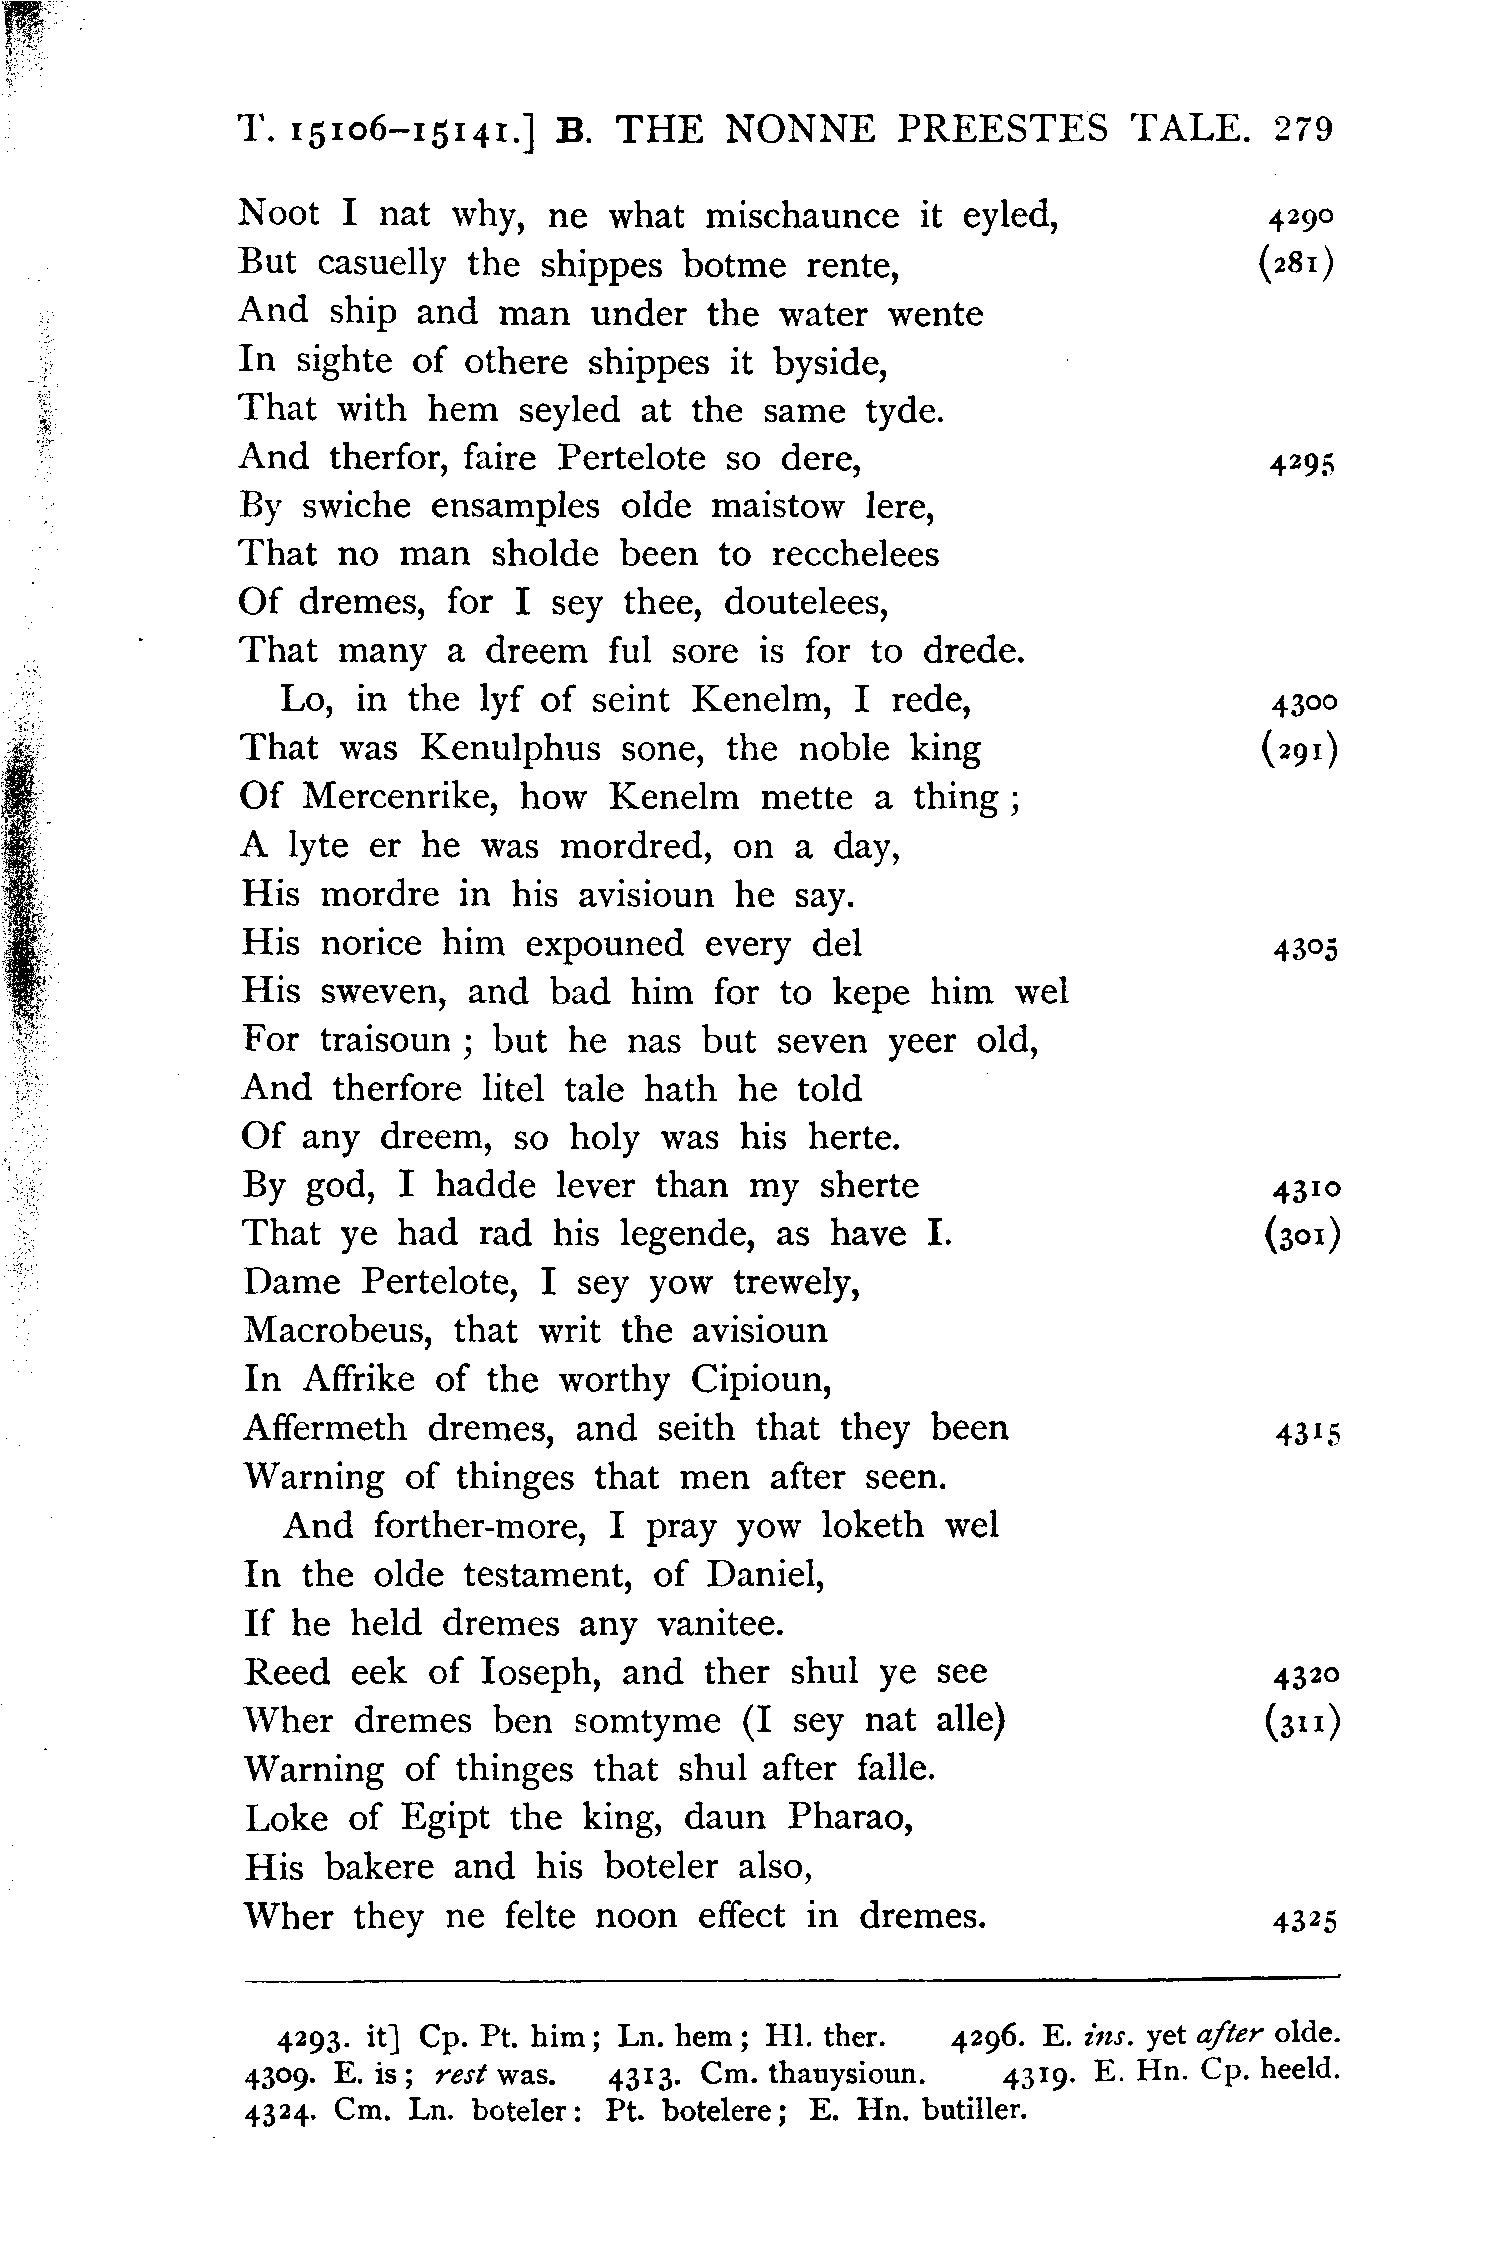 T. 15106–15141.] B. THE NONNE PREESTES TALE. 279
Noot I nat why, ne what mischaunce it eyled, 4290
But casuelly the shippes botme rente, (281)
And ship and man under the water wente
In sighte of othere shippes it byside,
That with hem seyled at the same tyde.
And therfor, faire Pertelote so dere, 4295
By swiche ensamples olde maistow lere,
That no man sholde been to recchelees
Of dremes, for I sey thee, doutelees,
That many a dreem ful sore is for to drede.
Lo, in the lyf of seint Kenelm, I rede, 4300
That was Kenulphus sone, the noble king (291)
Of Mercenrike, how Kenelm mette a thing ;
A lyte er he was mordred, on a day,
His mordre in his avisioun he say.
His norice him expouned every del 4305
His sweven, and bad him for to kepe him wel
For traisoun ; but he nas but seven yeer old,
And therfore litel tale hath he told
Of any dreem, so holy was his herte.
By god, I hadde lever than my sherte 4310
That ye had rad his legende, as have I. (301)
Dame Pertelote, I sey yow trewely,
Macrobeus, that writ the avisioun
In Affrike of the worthy Cipioun,
Affermeth dremes, and seith that they been 4315
Warning of thinges that men after seen.
And forther-more, I pray yow loketh wel
In the olde testament, of Daniel,
If he held dremes any vanitee.
Reed eek of Ioseph, and ther shul ye see 4320
Wher dremes ben somtyme (I sey nat alle) (311)
Warning of thinges that shul after falle.
Loke of Egipt the king, daun Pharao,
His bakere and his boteler also,
Wher they ne felte noon effect in dremes. 4325
4293. it] Cp. Pt. him ; Ln. hem ; Hl. ther. 4296. E. ins. yet after olde.
4309. E. is ; rest was. 4313. Cm. thauysioun. 4319. E. Hn. Cp. heeld.
4324. Cm. Ln. boteler : Pt. botelere ; E. Hn. butiller.